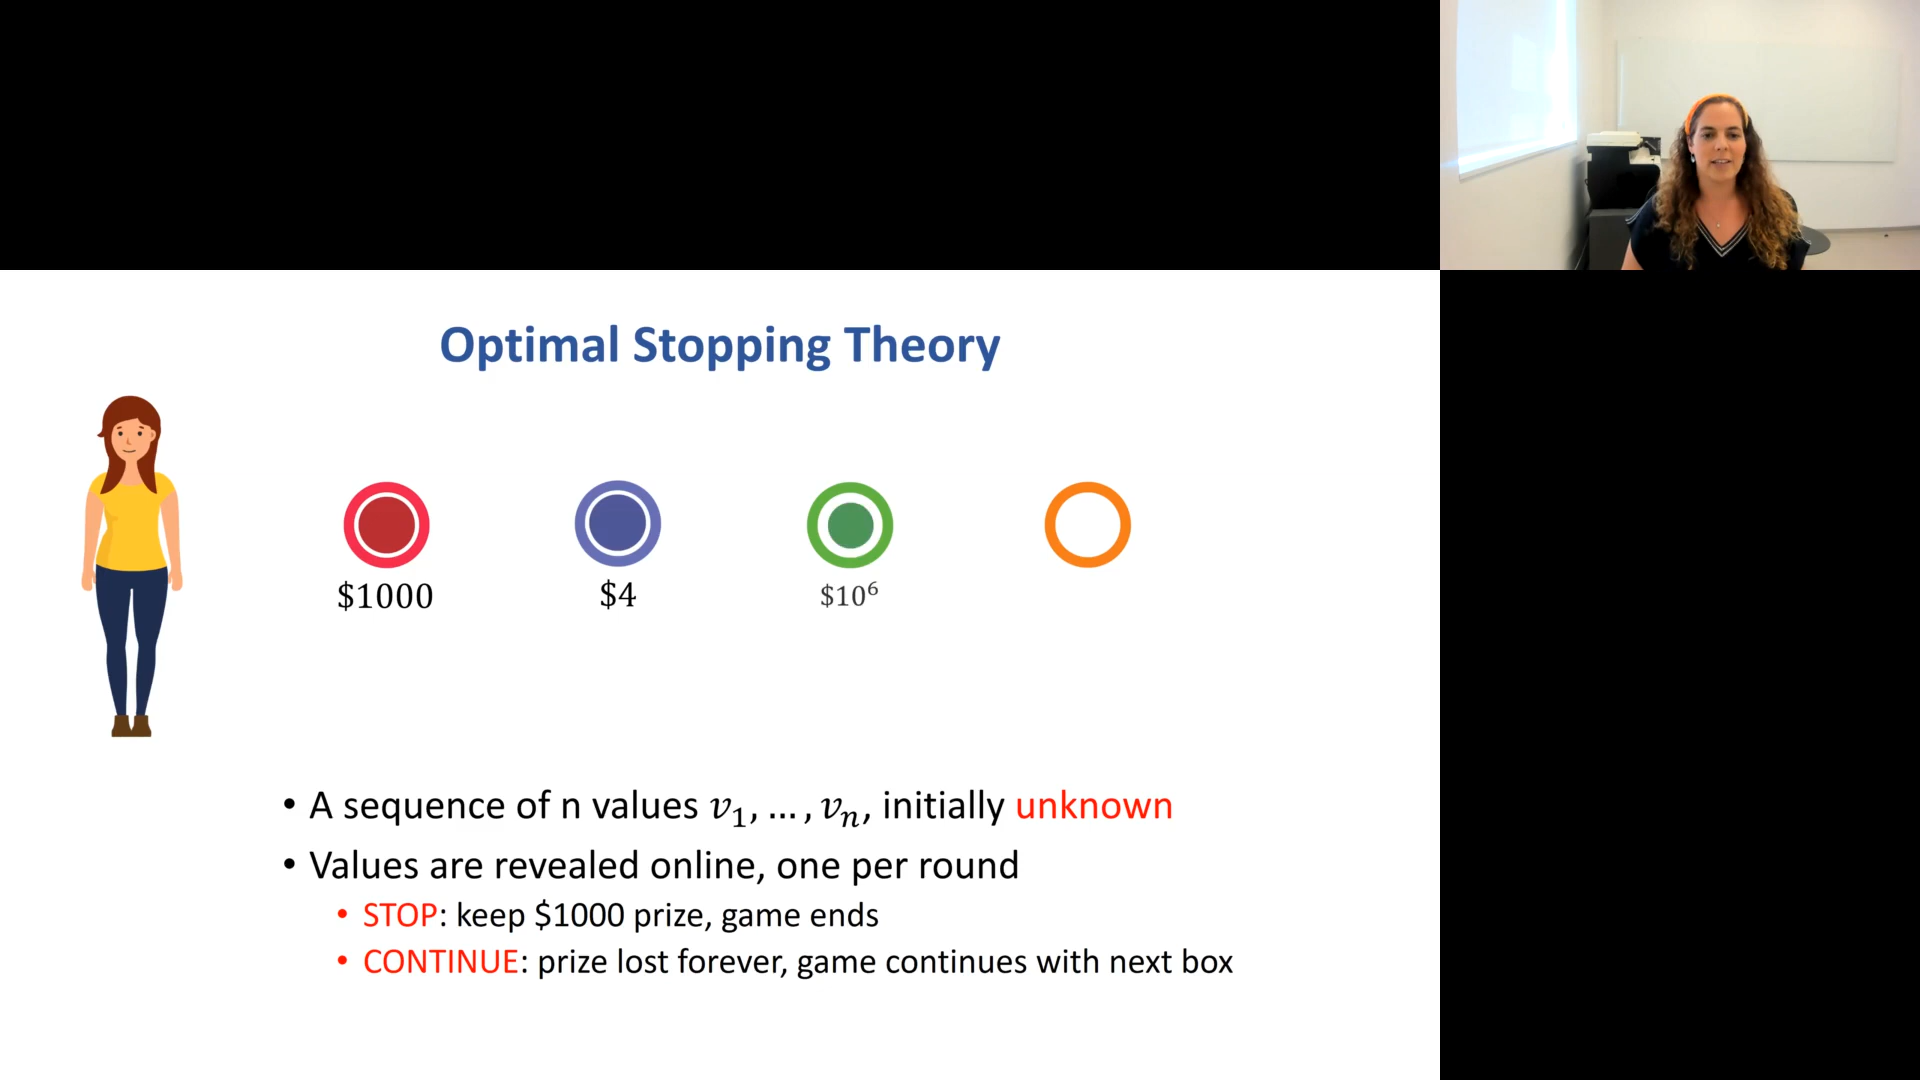 Optimal Stopping Theory
$1000 $4 $10⁶
• A sequence of n values v₁, … , vₙ, initially unknown
• Values are revealed online, one per round
• STOP: keep $1000 prize, game ends
• CONTINUE: prize lost forever, game continues with next box